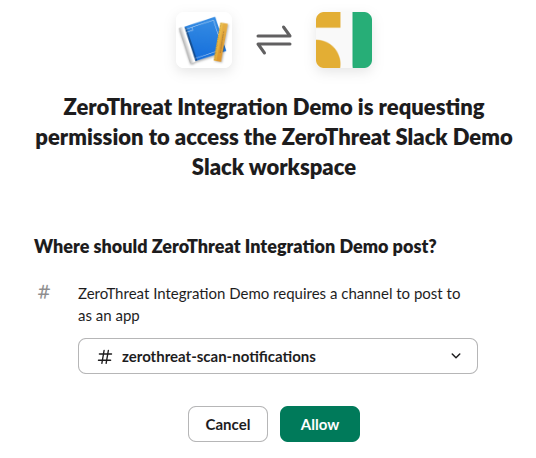 ZeroThreat Integration Demo is requesting
permission to access the ZeroThreat Slack Demo
Slack workspace
Where should ZeroThreat Integration Demo post?
# ZeroThreat Integration Demo requires a channel to post to
as an app
# zerothreat-scan-notifications
Cancel Allow